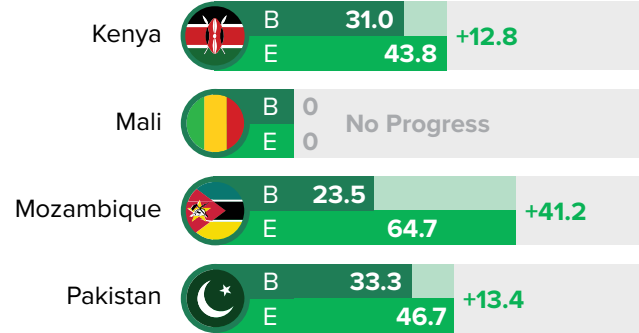 Kenya B 31.0
E 43.8 +12.8
Mali B 0
E 0 No Progress
Mozambique B 23.5
E 64.7 +41.2
Pakistan B 33.3
E 46.7 +13.4